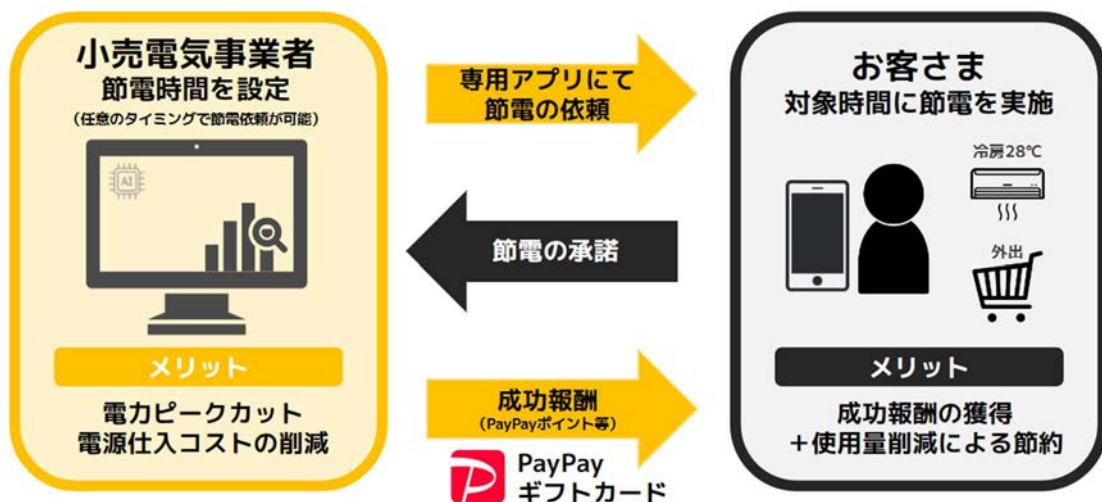 小売電気事業者
節電時間を設定
（任意のタイミングで節電依頼が可能）
AI
メリット
電力ピークカット
電源仕入コストの削減
専用アプリにて
節電の依頼
節電の承諾
成功報酬
（PayPayポイント等）
PayPay
ギフトカード
お客さま
対象時間に節電を実施
冷房28℃
外出
メリット
成功報酬の獲得
＋使用量削減による節約